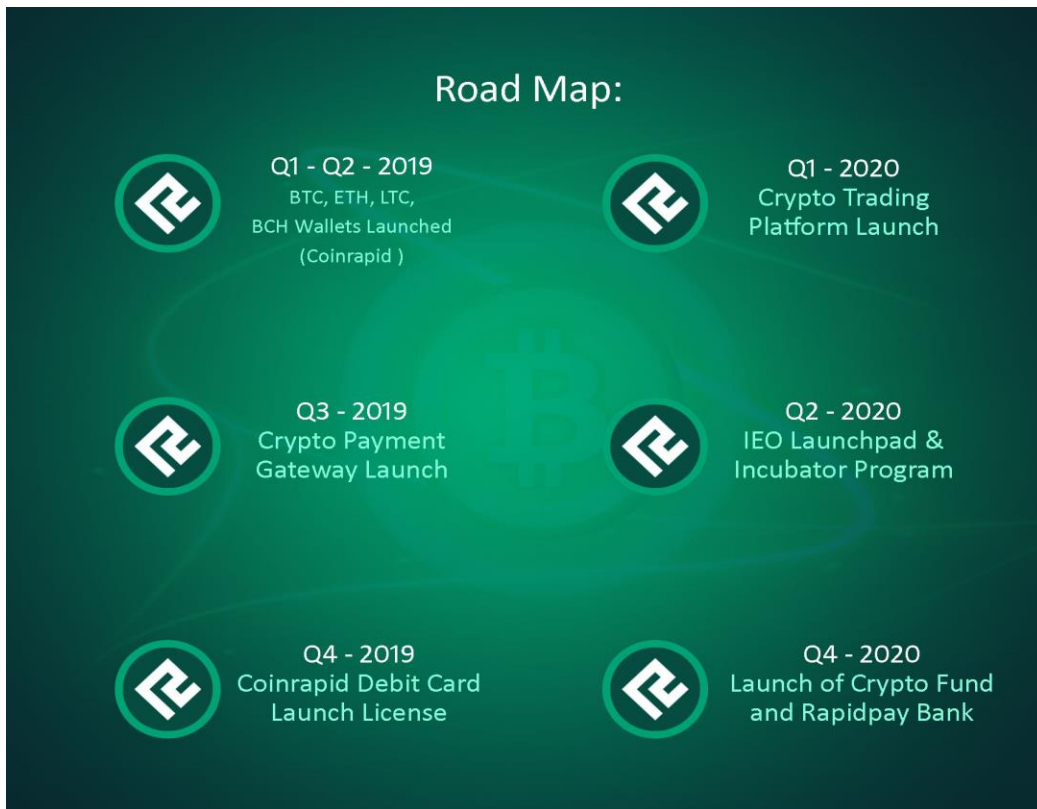 Road Map:
Q1 - Q2 - 2019
BTC, ETH, LTC,
BCH Wallets Launched
(Coinrapid )
Q3 - 2019
Crypto Payment
Gateway Launch
Q4 - 2019
Coinrapid Debit Card
Launch License
Q1 - 2020
Crypto Trading
Platform Launch
Q2 - 2020
IEO Launchpad &
Incubator Program
Q4 - 2020
Launch of Crypto Fund
and Rapidpay Bank